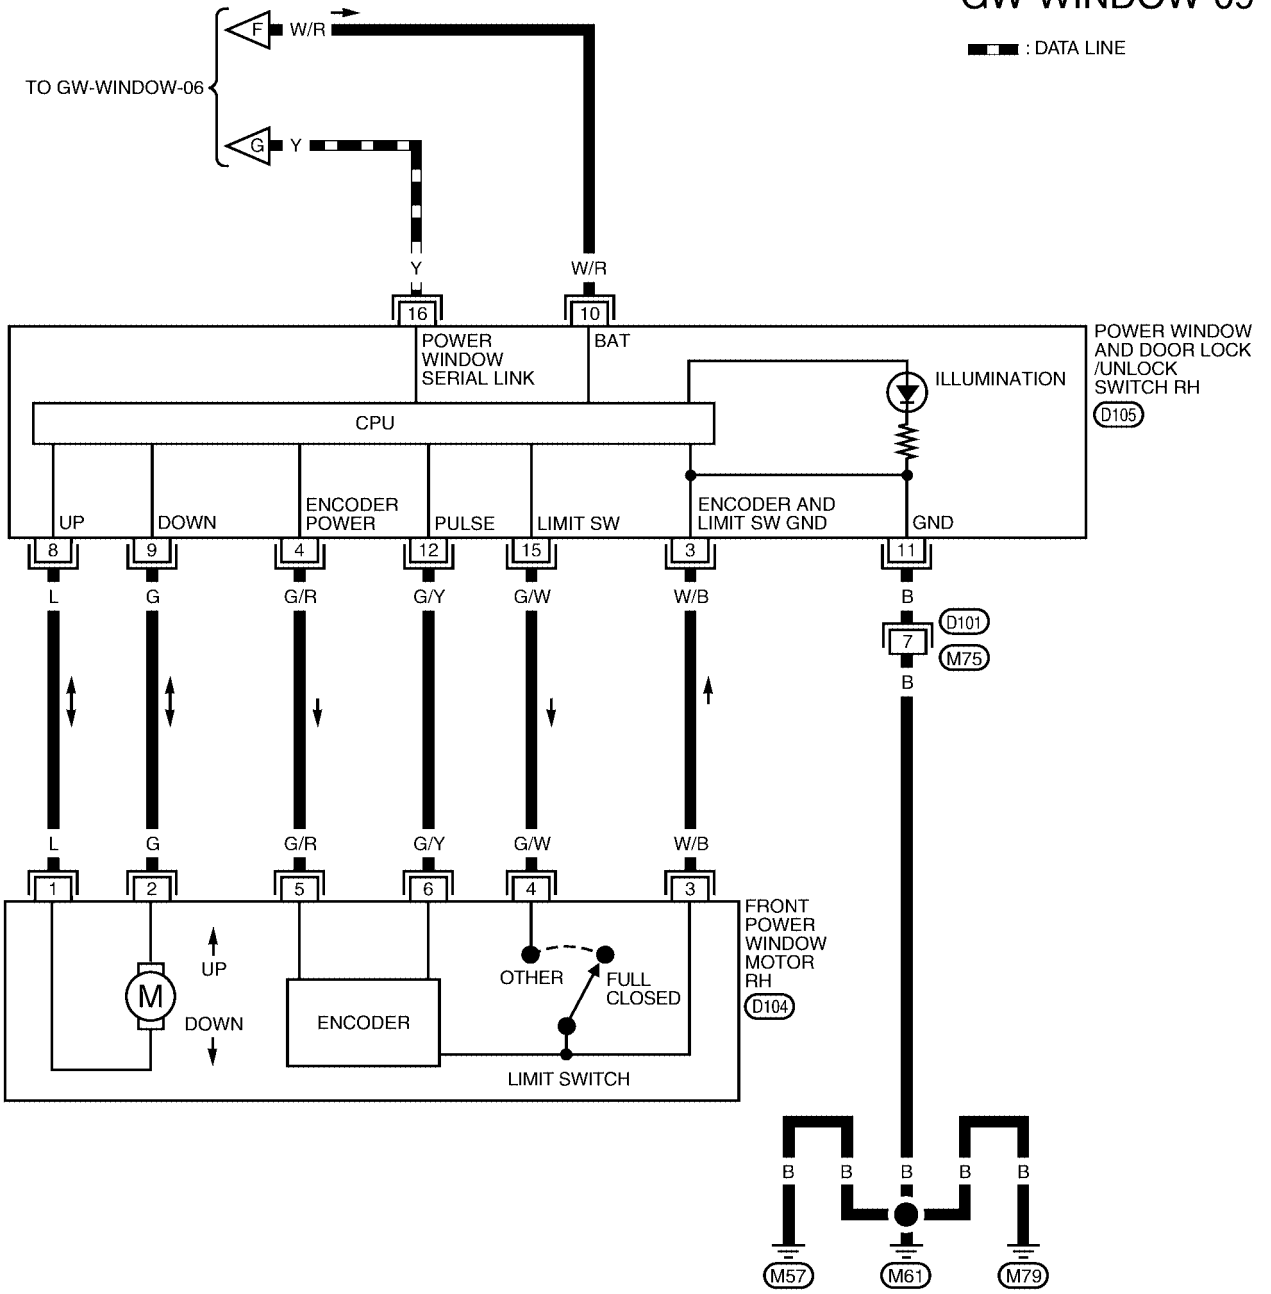 F W/R
: DATA LINE
TO GW-WINDOW-06
G Y
Y W/R
16 10
POWER
WINDOW
SERIAL LINK
BAT
POWER WINDOW
AND DOOR LOCK
/UNLOCK
SWITCH RH
D105
ILLUMINATION
CPU
UP
DOWN
ENCODER
POWER
PULSE
LIMIT SW
ENCODER AND
LIMIT SW GND
GND
8 9 4 12 15 3 11
L G G/R G/Y G/W W/B B
D101
7
M75
B
L G G/R G/Y G/W W/B
1 2 5 6 4 3
FRONT
POWER
WINDOW
MOTOR
RH
D104
UP
M
DOWN
ENCODER
OTHER
FULL
CLOSED
LIMIT SWITCH
B B B B B
M57 M61 M79